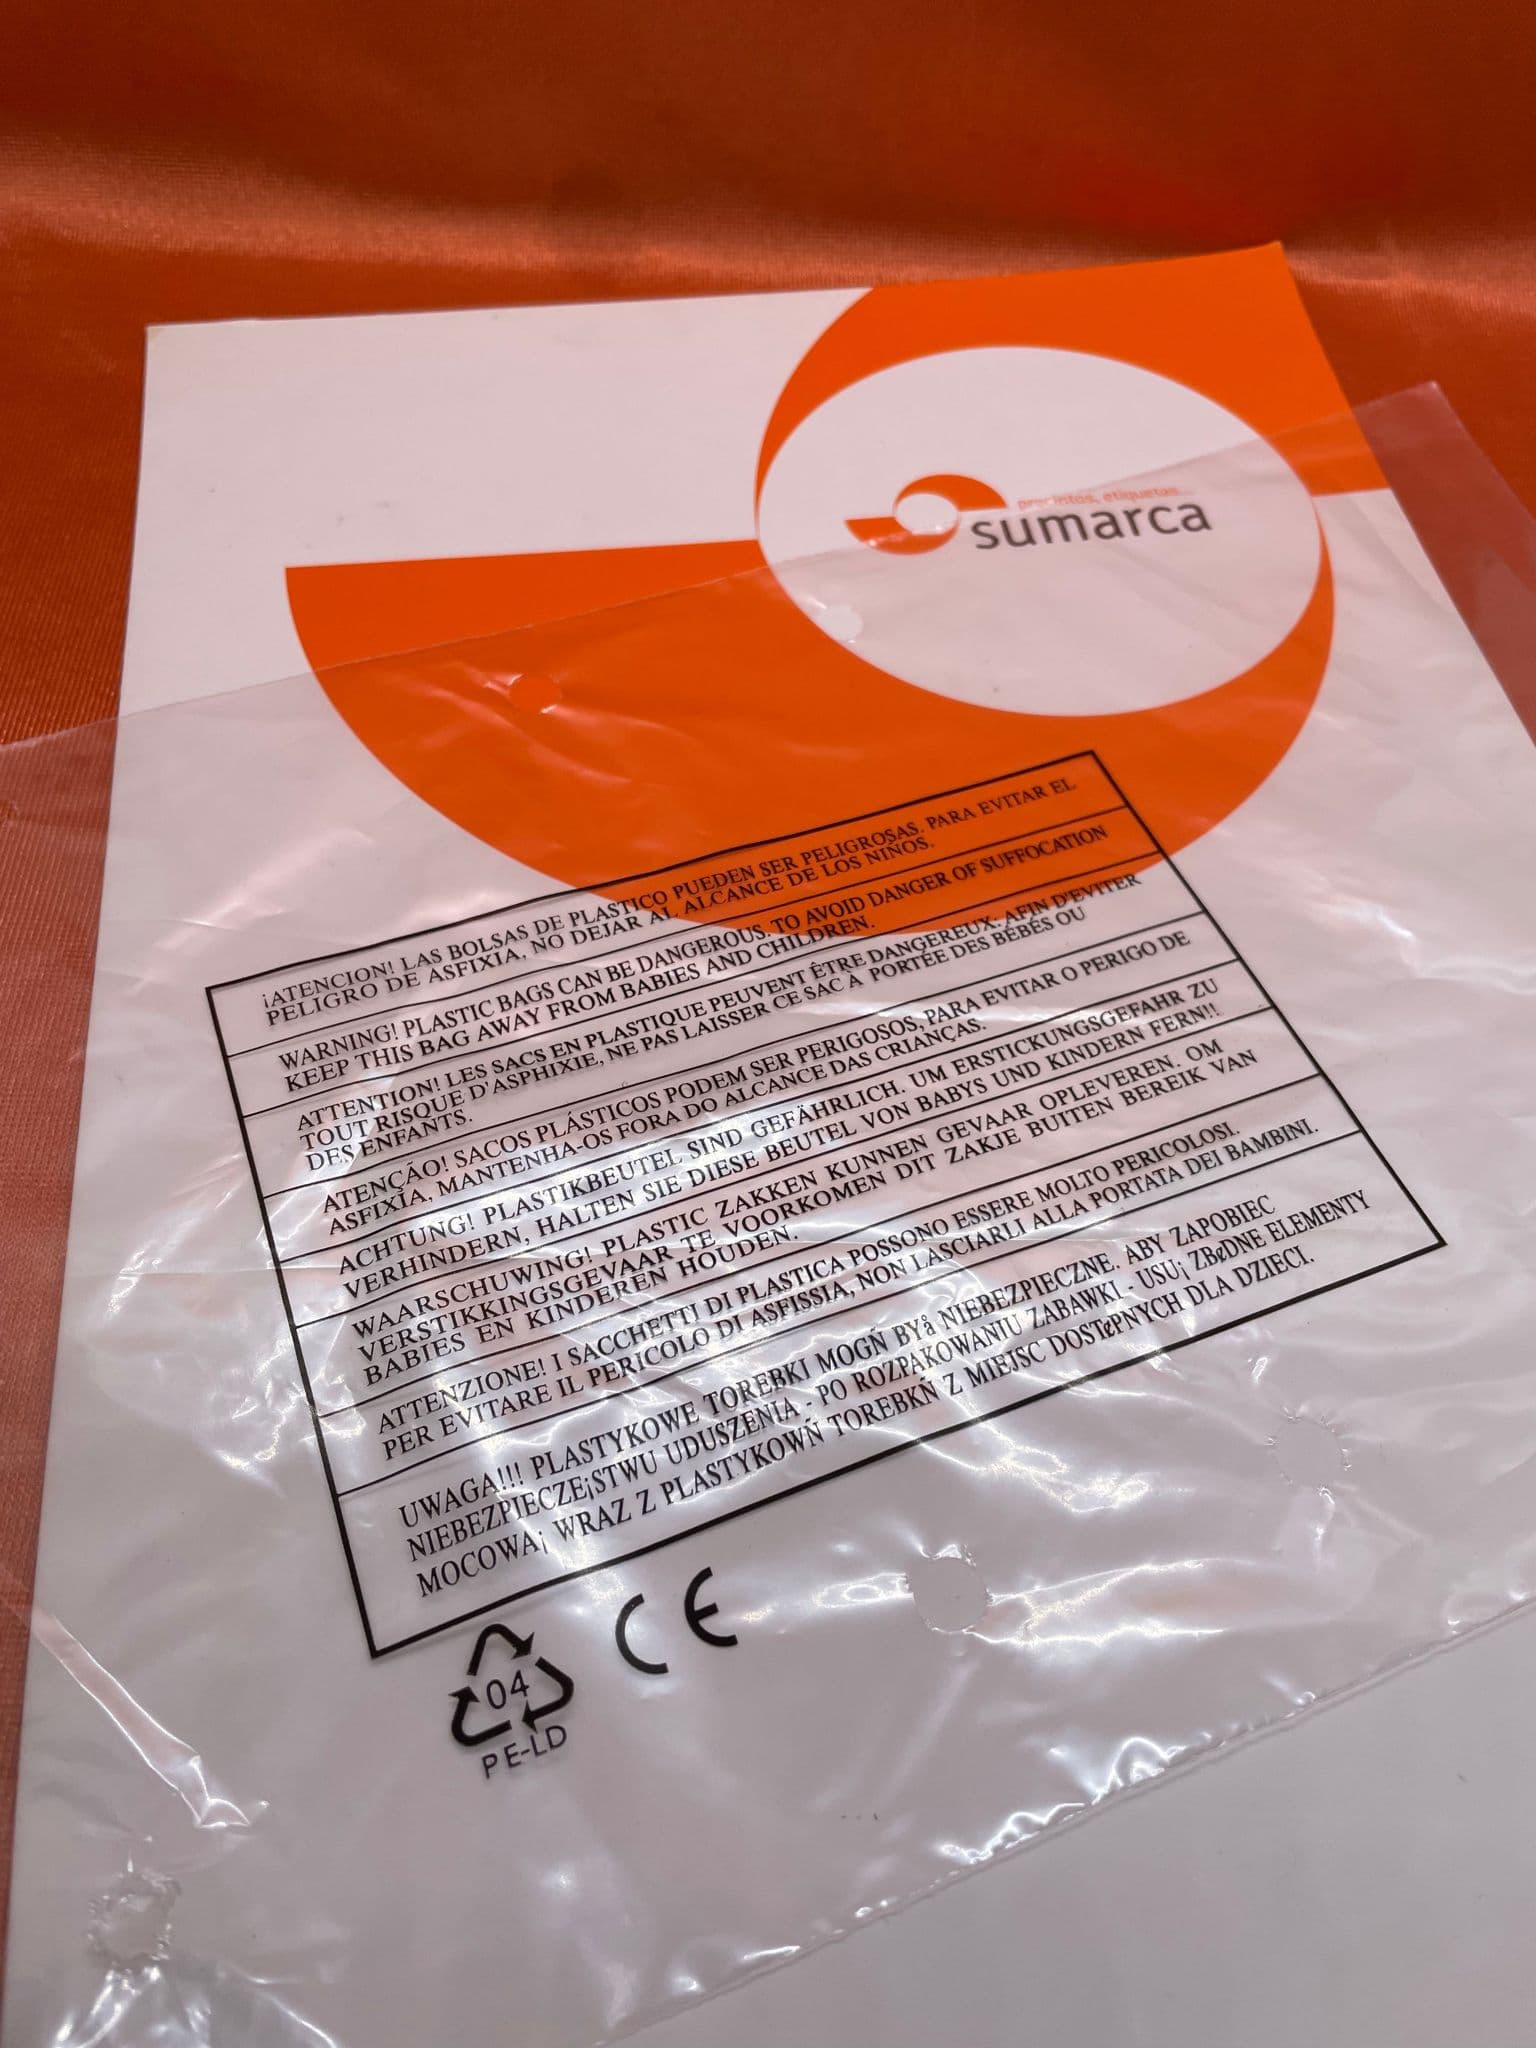 precintos, etiquetas...
sumarca
¡ATENCION! LAS BOLSAS DE PLASTICO PUEDEN SER PELIGROSAS. PARA EVITAR EL
PELIGRO DE ASFIXIA, NO DEJAR AL ALCANCE DE LOS NIÑOS.
WARNING! PLASTIC BAGS CAN BE DANGEROUS. TO AVOID DANGER OF SUFFOCATION
KEEP THIS BAG AWAY FROM BABIES AND CHILDREN.
ATTENTION! LES SACS EN PLASTIQUE PEUVENT ÊTRE DANGEREUX. AFIN D'EVITER
TOUT RISQUE D'ASPHIXIE, NE PAS LAISSER CE SAC À PORTÉE DES BÉBÉS OU
DES ENFANTS.
ATENÇÁO! SACOS PLÁSTICOS PODEM SER PERIGOSOS, PARA EVITAR O PERIGO DE
ASFIXÍA, MANTENHA-OS FORA DO ALCANCE DAS CRIANÇAS.
ACHTUNG! PLASTIKBEUTEL SIND GEFÄHRLICH. UM ERSTICKUNGSGEFAHR ZU
VERHINDERN, HALTEN SIE DIESE BEUTEL VON BABYS UND KINDERN FERN!!
WAARSCHUWING! PLASTIC ZAKKEN KUNNEN GEVAAR OPLEVEREN. OM
VERSTIKKINGSGEVAAR TE VOORKOMEN DIT ZAKJE BUITEN BEREIK VAN
BABIES EN KINDEREN HOUDEN.
ATTENZIONE! I SACCHETTI DI PLASTICA POSSONO ESSERE MOLTO PERICOLOSI.
PER EVITARE IL PERICOLO DI ASFISSIA, NON LASCIARLI ALLA PORTATA DEI BAMBINI.
UWAGA!!! PLASTYKOWE TOREBKI MOGŃ BYå NIEBEZPIECZNE. ABY ZAPOBIEC
NIEBEZPIECZE¡STWU UDUSZENIA - PO ROZPAKOWANIU ZABAWKI - USU¡ ZBøDNE ELEMENTY
MOCOWA¡ WRAZ Z PLASTYKOWŃ TOREBKŃ Z MIEJSC DOSTøPNYCH DLA DZIECI.
04
PE-LD
CE